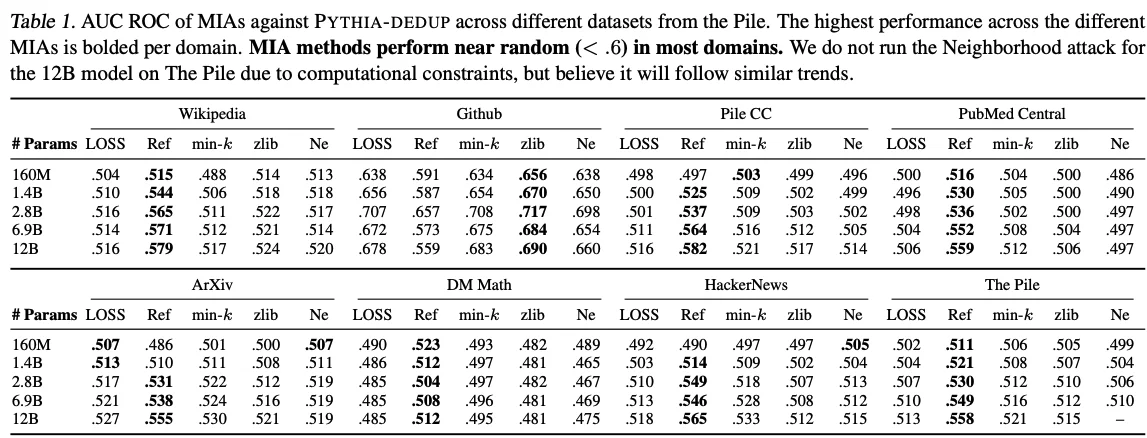 Table 1. AUC ROC of MIAs against PYTHIA-DEDUP across different datasets from the Pile. The highest performance across the different
MIAs is bolded per domain. MIA methods perform near random (< .6) in most domains. We do not run the Neighborhood attack for
the 12B model on The Pile due to computational constraints, but believe it will follow similar trends.
Wikipedia Github Pile CC PubMed Central
# Params LOSS Ref min-k zlib Ne LOSS Ref min-k zlib Ne LOSS Ref min-k zlib Ne LOSS Ref min-k zlib Ne
160M .504 .515 .488 .514 .513 .638 .591 .634 .656 .638 .498 .497 .503 .499 .496 .500 .516 .504 .500 .486
1.4B .510 .544 .506 .518 .518 .656 .587 .654 .670 .650 .500 .525 .509 .502 .499 .496 .530 .505 .500 .490
2.8B .516 .565 .511 .522 .517 .707 .657 .708 .717 .698 .501 .537 .509 .503 .502 .498 .536 .502 .500 .497
6.9B .514 .571 .512 .521 .514 .672 .573 .675 .684 .654 .511 .564 .516 .512 .505 .504 .552 .508 .504 .497
12B .516 .579 .517 .524 .520 .678 .559 .683 .690 .660 .516 .582 .521 .517 .514 .506 .559 .512 .506 .497
ArXiv DM Math HackerNews The Pile
# Params LOSS Ref min-k zlib Ne LOSS Ref min-k zlib Ne LOSS Ref min-k zlib Ne LOSS Ref min-k zlib Ne
160M .507 .486 .501 .500 .507 .490 .523 .493 .482 .489 .492 .490 .497 .497 .505 .502 .511 .506 .505 .499
1.4B .513 .510 .511 .508 .511 .486 .512 .497 .481 .465 .503 .514 .509 .502 .504 .504 .521 .508 .507 .504
2.8B .517 .531 .522 .512 .519 .485 .504 .497 .482 .467 .510 .549 .518 .507 .513 .507 .530 .512 .510 .506
6.9B .521 .538 .524 .516 .519 .485 .508 .496 .481 .469 .513 .546 .528 .508 .512 .510 .549 .516 .512 .510
12B .527 .555 .530 .521 .519 .485 .512 .495 .481 .475 .518 .565 .533 .512 .515 .513 .558 .521 .515 –